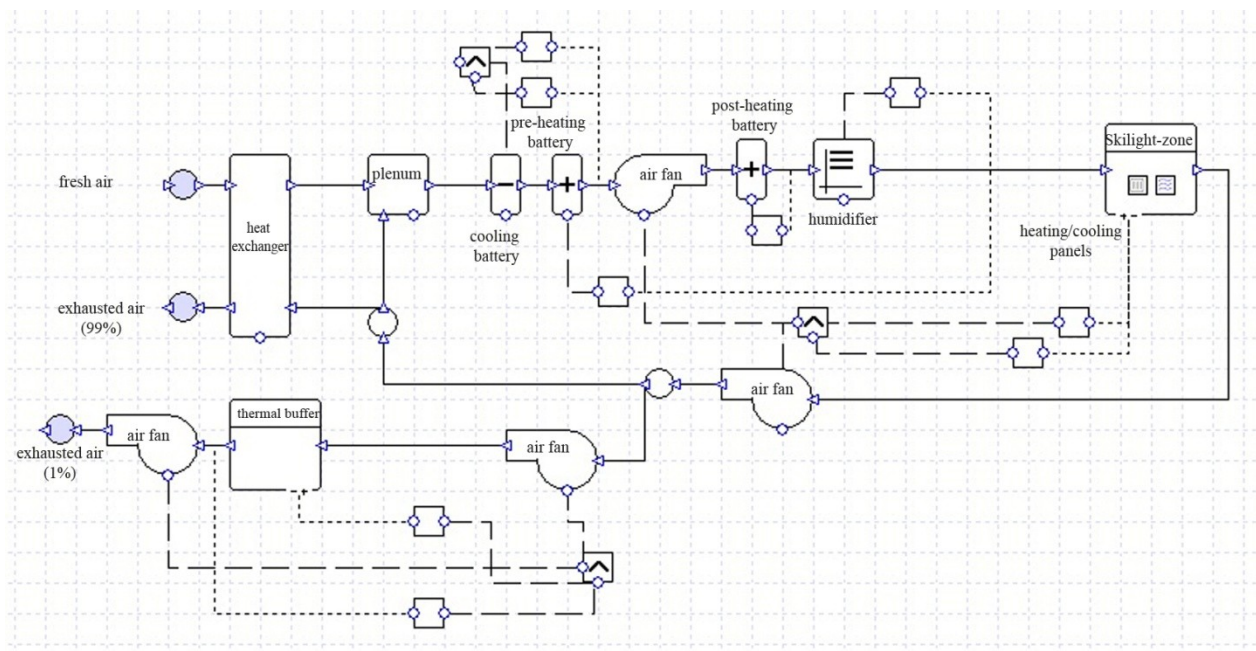 pre-heating
battery
post-heating
battery
fresh air
heat
exchanger
plenum
cooling
battery
air fan
humidifier
Skilight-zone
heating/cooling
panels
exhausted air
(99%)
air fan
thermal buffer
air fan
air fan
exhausted air
(1%)